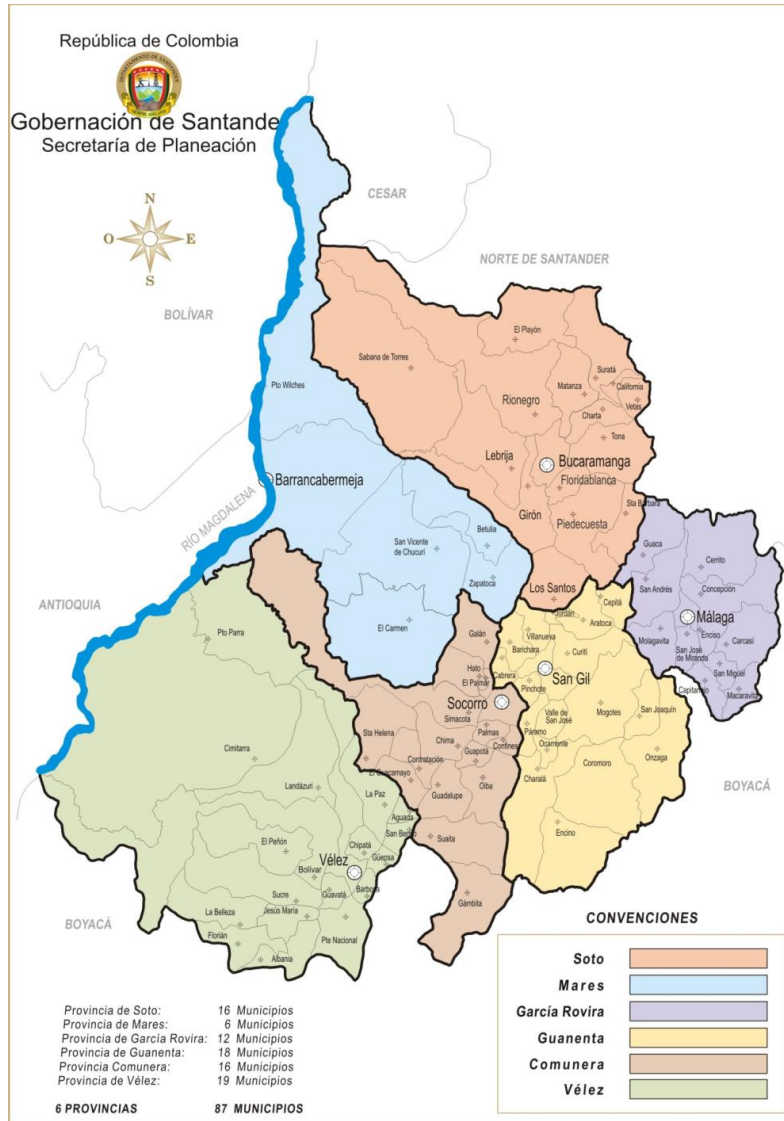 República de Colombia
Gobernación de Santande
Secretaría de Planeación
N
O
E
S
CESAR
NORTE DE SANTANDER
BOLÍVAR
ANTIOQUIA
BOYACÁ
BOYACÁ
RÍO MAGDALENA
El Playón
Sabana de Torres
Suratá
Matanza
California
Vetas
Rionegro
Charta
Tona
Lebrija
Bucaramanga
Floridablanca
Girón
Piedecuesta
Sta Bárbara
Los Santos
Pto Wilches
Barrancabermeja
San Vicente
de Chucurí
Betulia
Zapatoca
El Carmen
Guaca
Cerrito
San Andrés
Concepción
Málaga
Molagavita
Enciso
Carcasí
San José
de Miranda
San Miguel
Capitanejo
Macaravita
Cepitá
Jordán
Aratoca
Villanueva
Barichara
Curití
Cabrera
San Gil
Pinchote
Valle de
San José
Mogotes
San Joaquín
Páramo
Ocamonte
Onzaga
Coromoro
Charalá
Encino
Galán
Hato
El Palmar
Socorro
Simacota
Palmas
Confines
Chima
Guapotá
Sta Helena
Contratación
El Guacamayo
Guadalupe
Oiba
Suaita
Gámbita
Pto Parra
Cimitarra
Landázuri
La Paz
Aguada
San Benito
El Peñón
Chipatá
Güepsa
Vélez
Bolívar
Guavatá
Barbosa
Sucre
Jesús María
La Belleza
Florián
Pte Nacional
Albania
CONVENCIONES
Soto
Mares
García Rovira
Guanenta
Comunera
Vélez
Provincia de Soto: 16 Municipios
Provincia de Mares: 6 Municipios
Provincia de García Rovira: 12 Municipios
Provincia de Guanenta: 18 Municipios
Provincia Comunera: 16 Municipios
Provincia de Vélez: 19 Municipios
6 PROVINCIAS 87 MUNICIPIOS